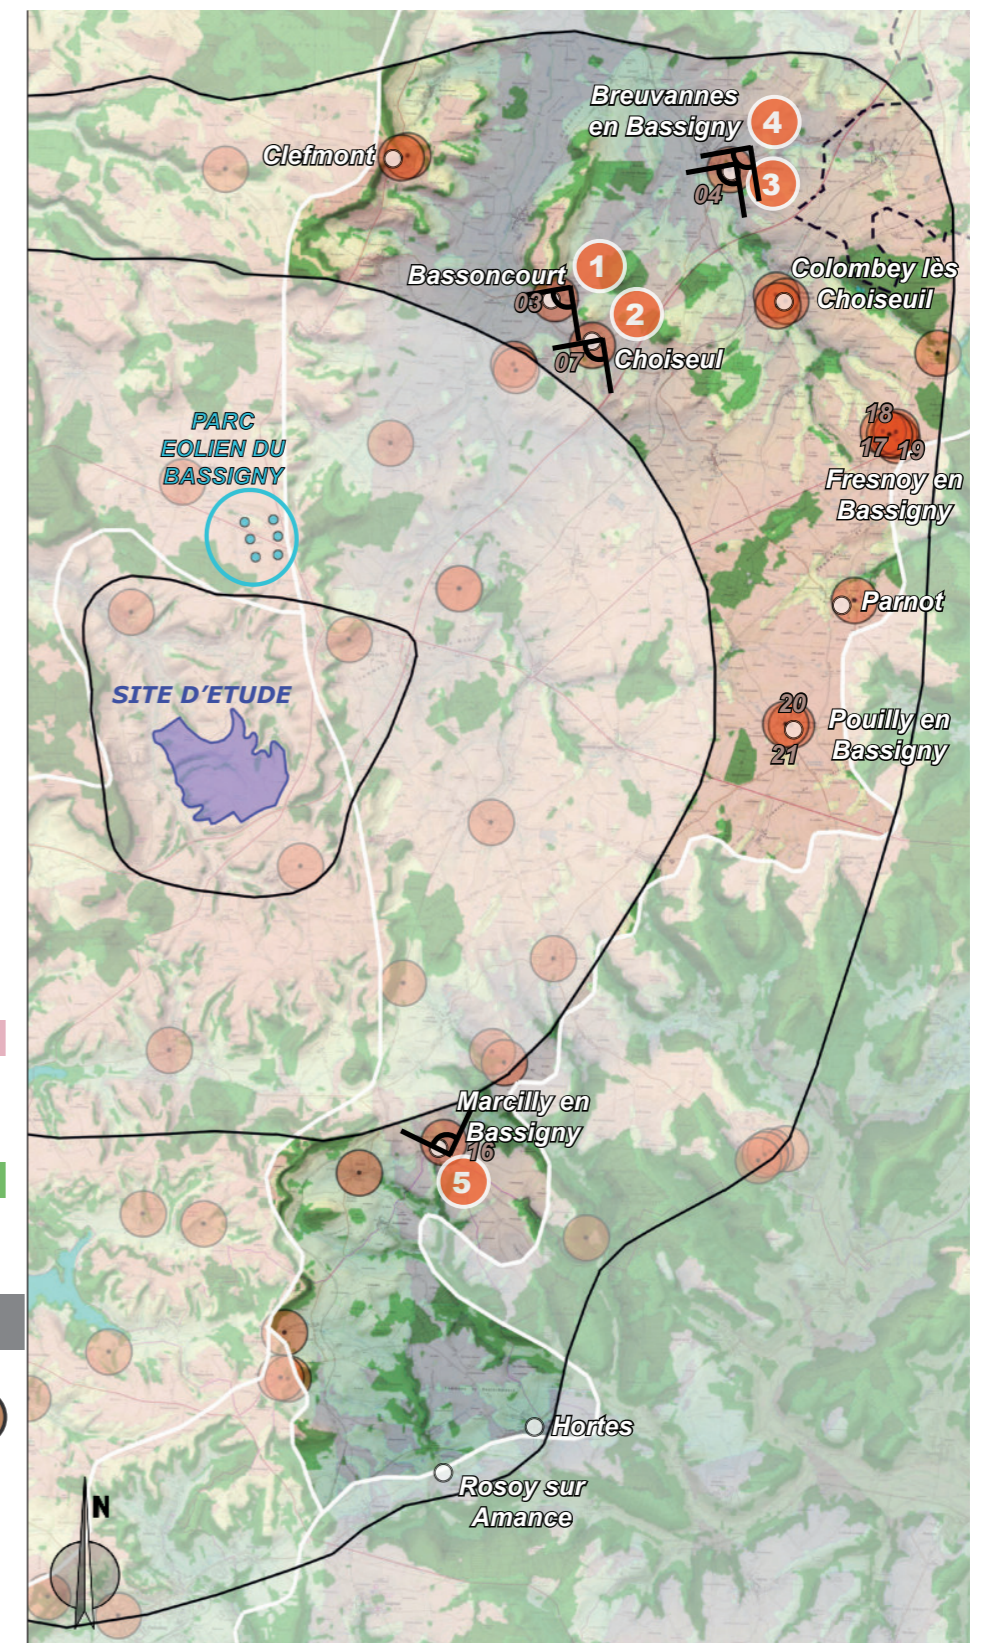 Breuvannes
en Bassigny
4
Clefmont
3
04
Bassoncourt
1
03
2
07
Choiseul
Colombey lès
Choiseuil
18
17
19
Fresnoy en
Bassigny
PARC
EOLIEN DU
BASSIGNY
Parnot
SITE D'ETUDE
20
21
Pouilly en
Bassigny
Marcilly en
Bassigny
16
5
Hortes
Rosoy sur
Amance
N